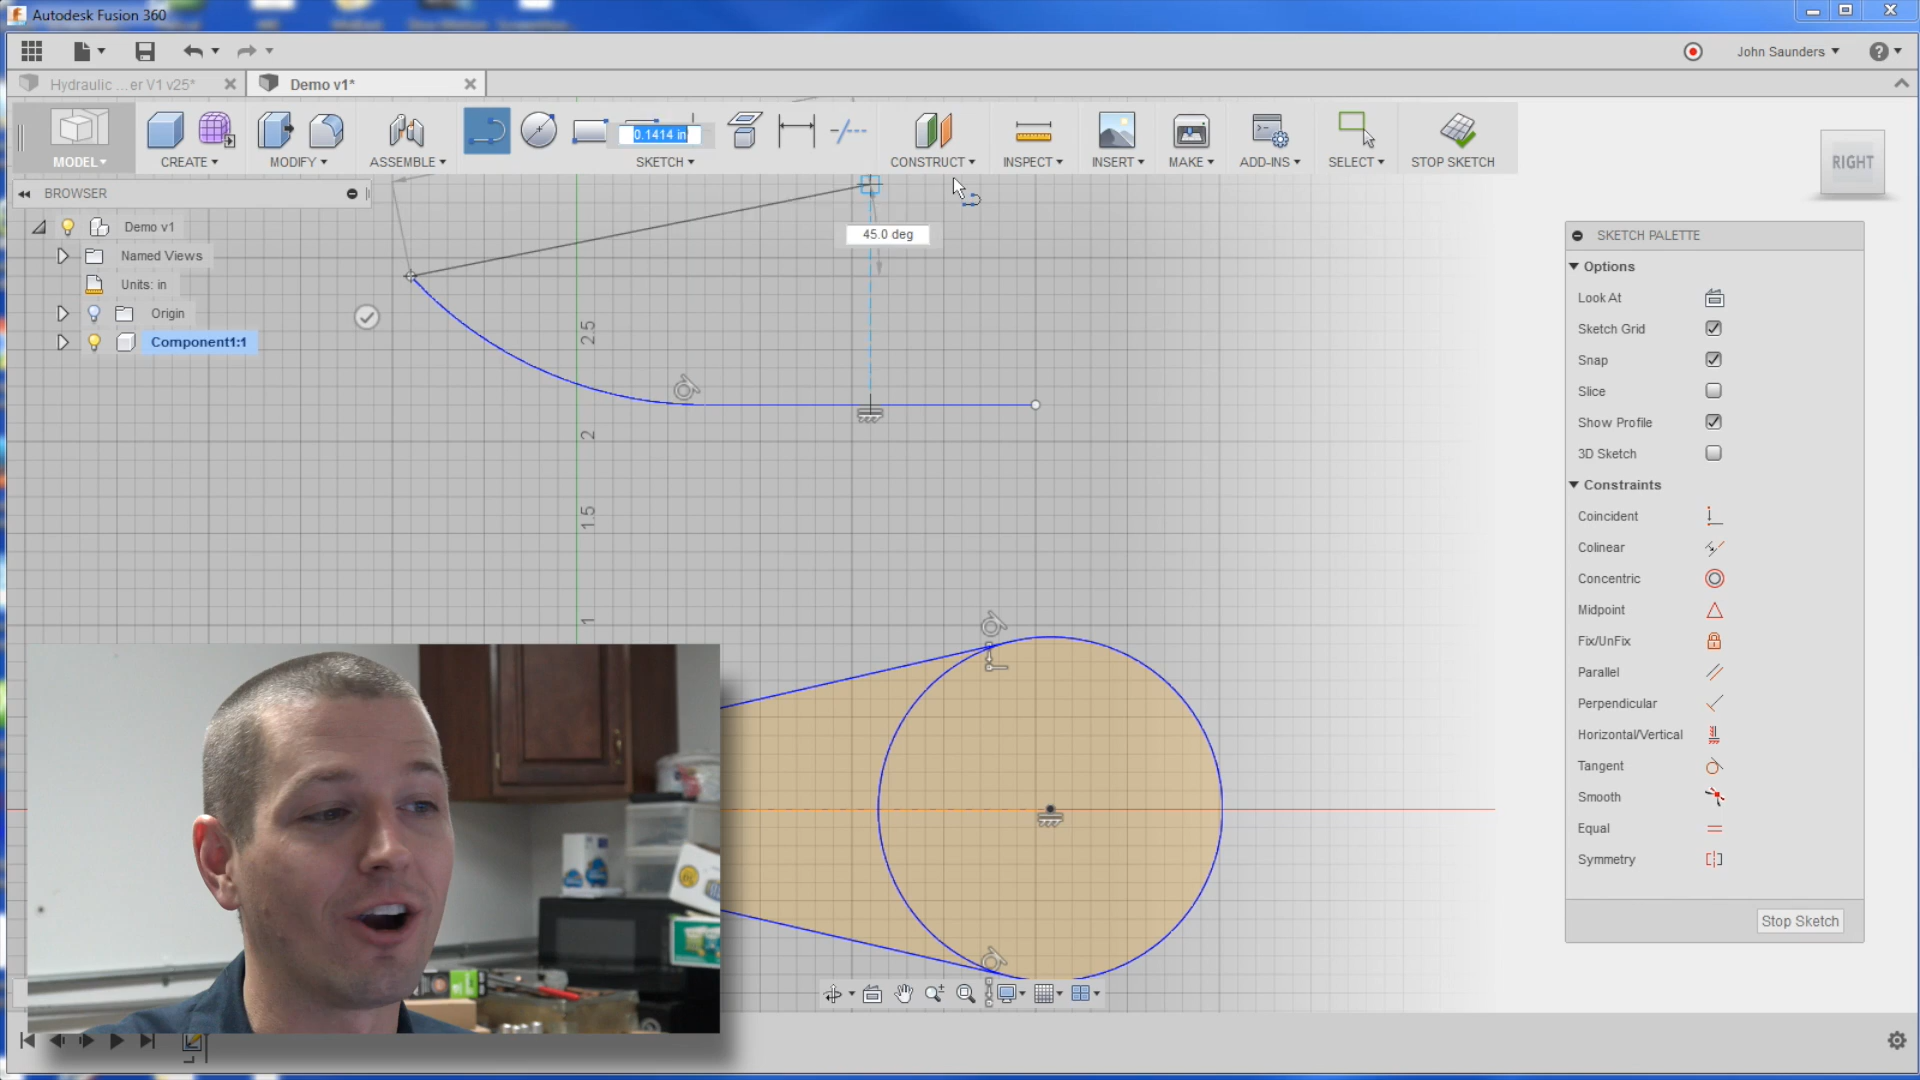 Autodesk Fusion 360
John Saunders
Hydraulic ...er V1 v25*
Demo v1*
MODEL
CREATE
MODIFY
ASSEMBLE
0.1414 in
SKETCH
CONSTRUCT
INSPECT
INSERT
MAKE
ADD-INS
SELECT
STOP SKETCH
RIGHT
BROWSER
Demo v1
Named Views
Units: in
Origin
Component1:1
45.0 deg
2.5
2
1.5
1
SKETCH PALETTE
Options
Look At
Sketch Grid
Snap
Slice
Show Profile
3D Sketch
Constraints
Coincident
Colinear
Concentric
Midpoint
Fix/UnFix
Parallel
Perpendicular
Horizontal/Vertical
Tangent
Smooth
Equal
Symmetry
Stop Sketch